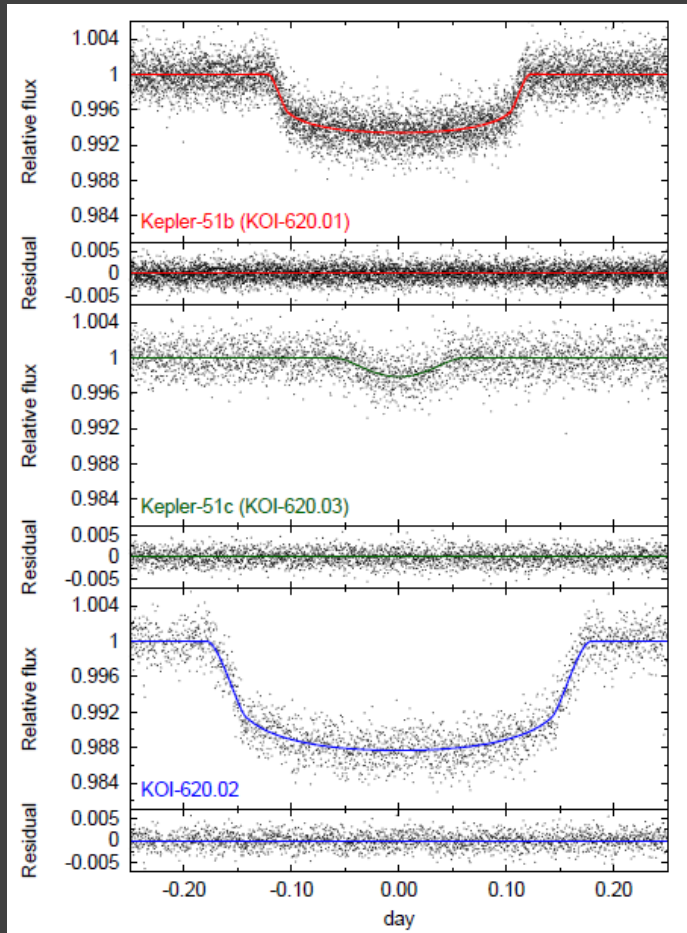 1.004
1
0.996
0.992
0.988
0.984
Relative flux
Kepler-51b (KOI-620.01)
0.005
0
-0.005
Residual
1.004
1
0.996
0.992
0.988
0.984
Relative flux
Kepler-51c (KOI-620.03)
0.005
0
-0.005
Residual
1.004
1
0.996
0.992
0.988
0.984
Relative flux
KOI-620.02
0.005
0
-0.005
Residual
-0.20 -0.10 0.00 0.10 0.20
day